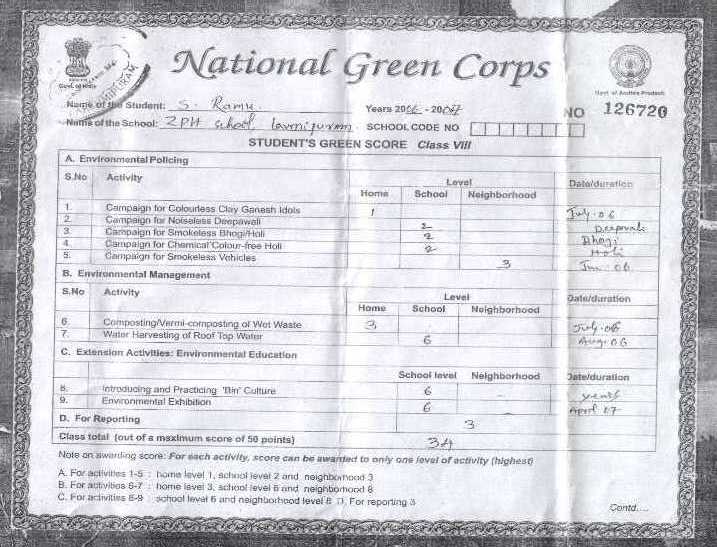 National Green Corps
Govt. of India
Govt of Andhra Pradesh
Name of the Student: S. Ramu. Years 2006 - 2007 NO 126720
Name of the School: ZPH school, SCHOOL CODE NO
STUDENT'S GREEN SCORE Class VIII
A. Environmental Policing
S.No Activity Level Date/duration
Home School Neighborhood
1. Campaign for Colourless Clay Ganesh Idols 1 July-06
2. Campaign for Noiseless Deepawali 2 Deepavali
3. Campaign for Smokeless Bhogi/Holi 2 Bhogi
4. Campaign for Chemical Colour-free Holi 2 Holi
5. Campaign for Smokeless Vehicles 3 Jun-06
B. Environmental Management
S.No Activity Level Date/duration
Home School Neighborhood
6. Composting/Vermi-composting of Wet Waste 3 July-06
7. Water Harvesting of Roof Top Water 6 Aug-06
C. Extension Activities: Environmental Education
School level Neighborhood Date/duration
8. Introducing and Practicing 'Bin' Culture 6 –
9. Environmental Exhibition 6 – April 07
D. For Reporting 3
Class total (out of a maximum score of 50 points) 34
Note on awarding score: For each activity, score can be awarded to only one level of activity (highest)
A. For activities 1-5 : home level 1, school level 2 and neighborhood 3
B. For activities 6-7 : home level 3, school level 6 and neighborhood 8
C. For activities 8-9 : school level 6 and neighborhood level 8 D. For reporting 3
Contd....